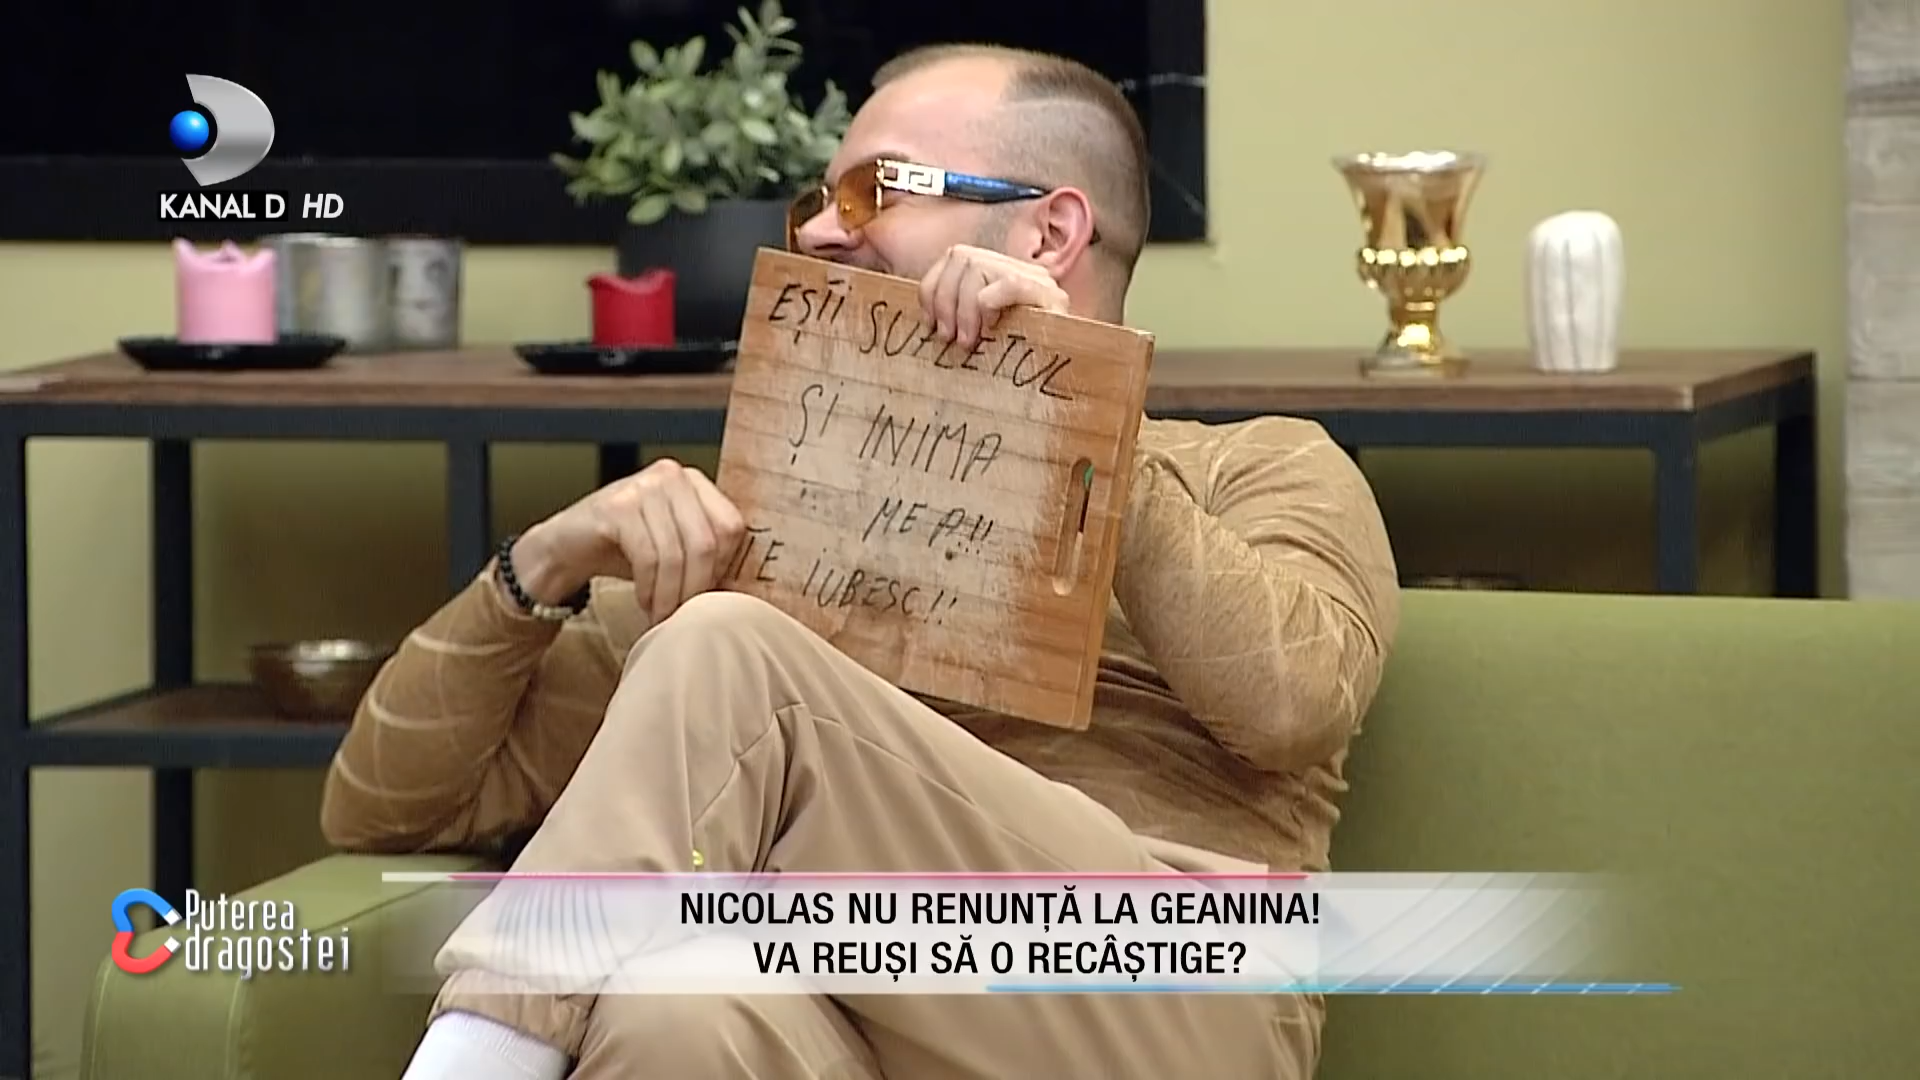 KANAL D HD
EȘTI SUFLETUL
ȘI INIMA
MEA!!!
TE IUBESC!!
Puterea
dragostei
NICOLAS NU RENUNȚĂ LA GEANINA!
VA REUȘI SĂ O RECÂȘTIGE?